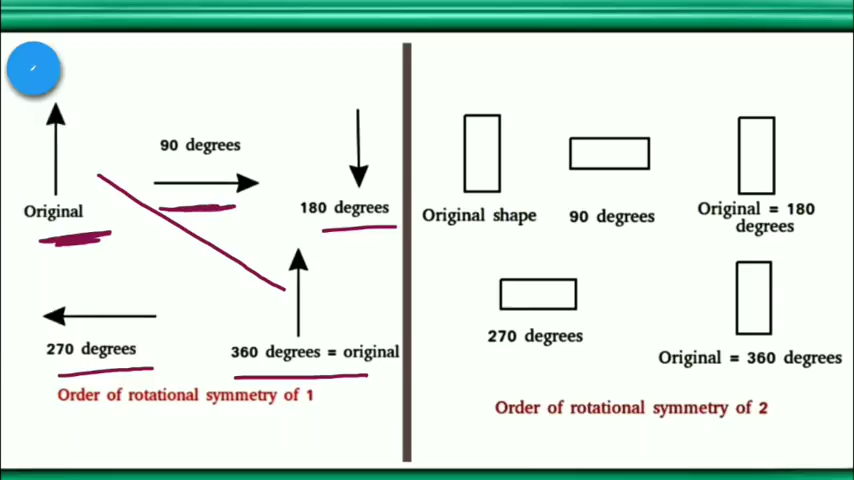 90 degrees
Original
180 degrees
270 degrees
360 degrees = original
Order of rotational symmetry of 1
Original shape
90 degrees
Original = 180
degrees
270 degrees
Original = 360 degrees
Order of rotational symmetry of 2